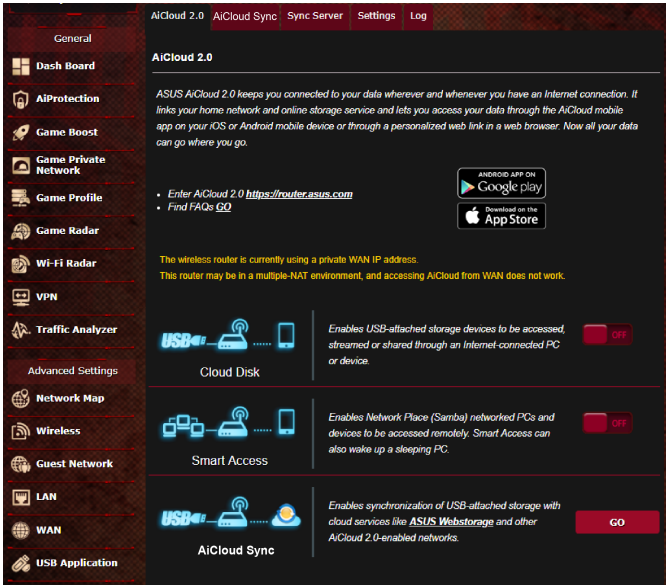 AiCloud 2.0
AiCloud Sync
Sync Server
Settings
Log
General
Dash Board
AiProtection
Game Boost
Game Private
Network
Game Profile
Game Radar
Wi-Fi Radar
VPN
Traffic Analyzer
Advanced Settings
Network Map
Wireless
Guest Network
LAN
WAN
USB Application
AiCloud 2.0
ASUS AiCloud 2.0 keeps you connected to your data wherever and whenever you have an Internet connection. It
links your home network and online storage service and lets you access your data through the AiCloud mobile
app on your iOS or Android mobile device or through a personalized web link in a web browser. Now all your data
can go where you go.
• Enter AiCloud 2.0 https://router.asus.com
• Find FAQs GO
ANDROID APP ON
Google play
Download on the
App Store
The wireless router is currently using a private WAN IP address.
This router may be in a multiple-NAT environment, and accessing AiCloud from WAN does not work.
USB
Cloud Disk
Enables USB-attached storage devices to be accessed,
streamed or shared through an Internet-connected PC
or device.
OFF
Smart Access
Enables Network Place (Samba) networked PCs and
devices to be accessed remotely. Smart Access can
also wake up a sleeping PC.
OFF
USB
AiCloud Sync
Enables synchronization of USB-attached storage with
cloud services like ASUS Webstorage and other
AiCloud 2.0-enabled networks.
GO